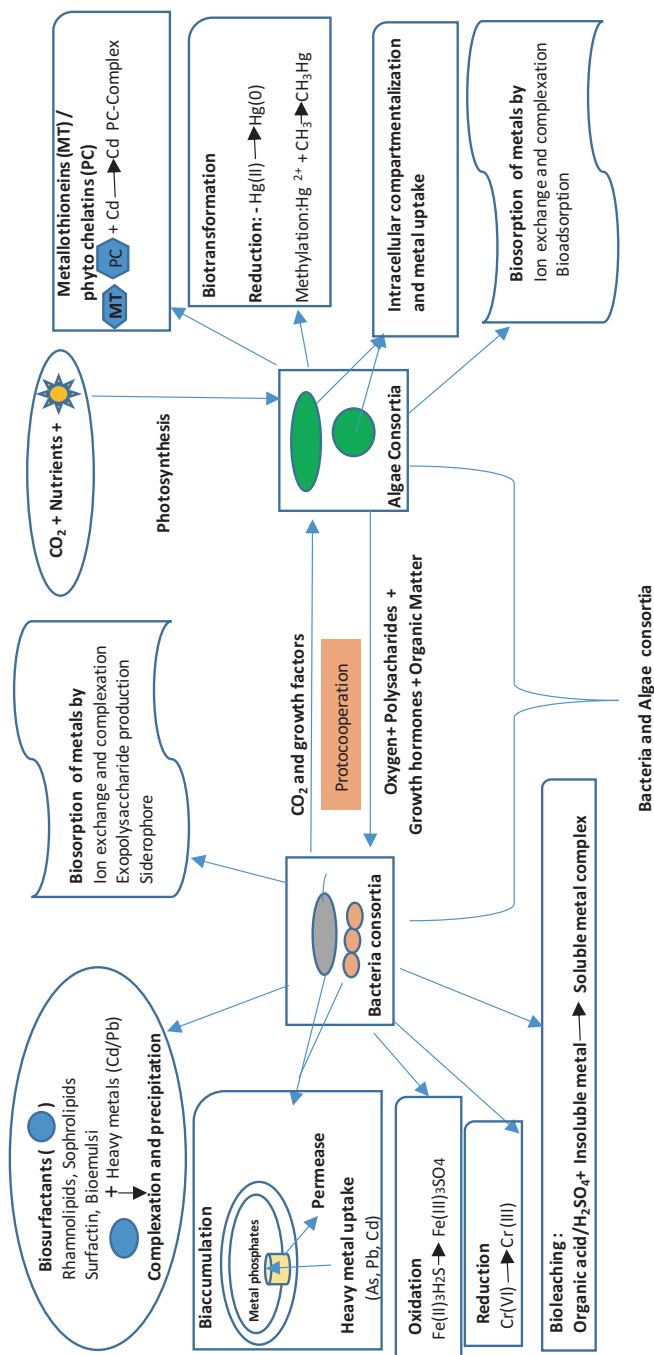 Biosurfactants ( )
Rhamnolipids, Sophrolipids
Surfactin, Bioemulsi
+ Heavy metals (Cd/Pb)
Complexation and precipitation
Biosorption of metals by
Ion exchange and complexation
Exopolysaccharide production
Siderophore
CO2 + Nutrients +
Photosynthesis
Metallothioneins (MT) /
phyto chelatins (PC)
MT PC + Cd → Cd PC-Complex
Biotransformation
Reduction: - Hg(II) → Hg(0)
Methylation:Hg 2+ + CH3 → CH3Hg
Intracellular compartmentalization
and metal uptake
Biosorption of metals by
Ion exchange and complexation
Bioadsorption
Algae Consortia
CO2 and growth factors
Protocooperation
Oxygen+ Polysacharides +
Growth hormones + Organic Matter
Bacteria consortia
Biaccumulation
Metal phosphates
Permease
Heavy metal uptake
(As, Pb, Cd)
Oxidation
Fe(II)3H2S → Fe(III)3SO4
Reduction
Cr(VI) → Cr (III)
Bioleaching :
Organic acid/H2SO4+ Insoluble metal → Soluble metal complex
Bacteria and Algae consortia